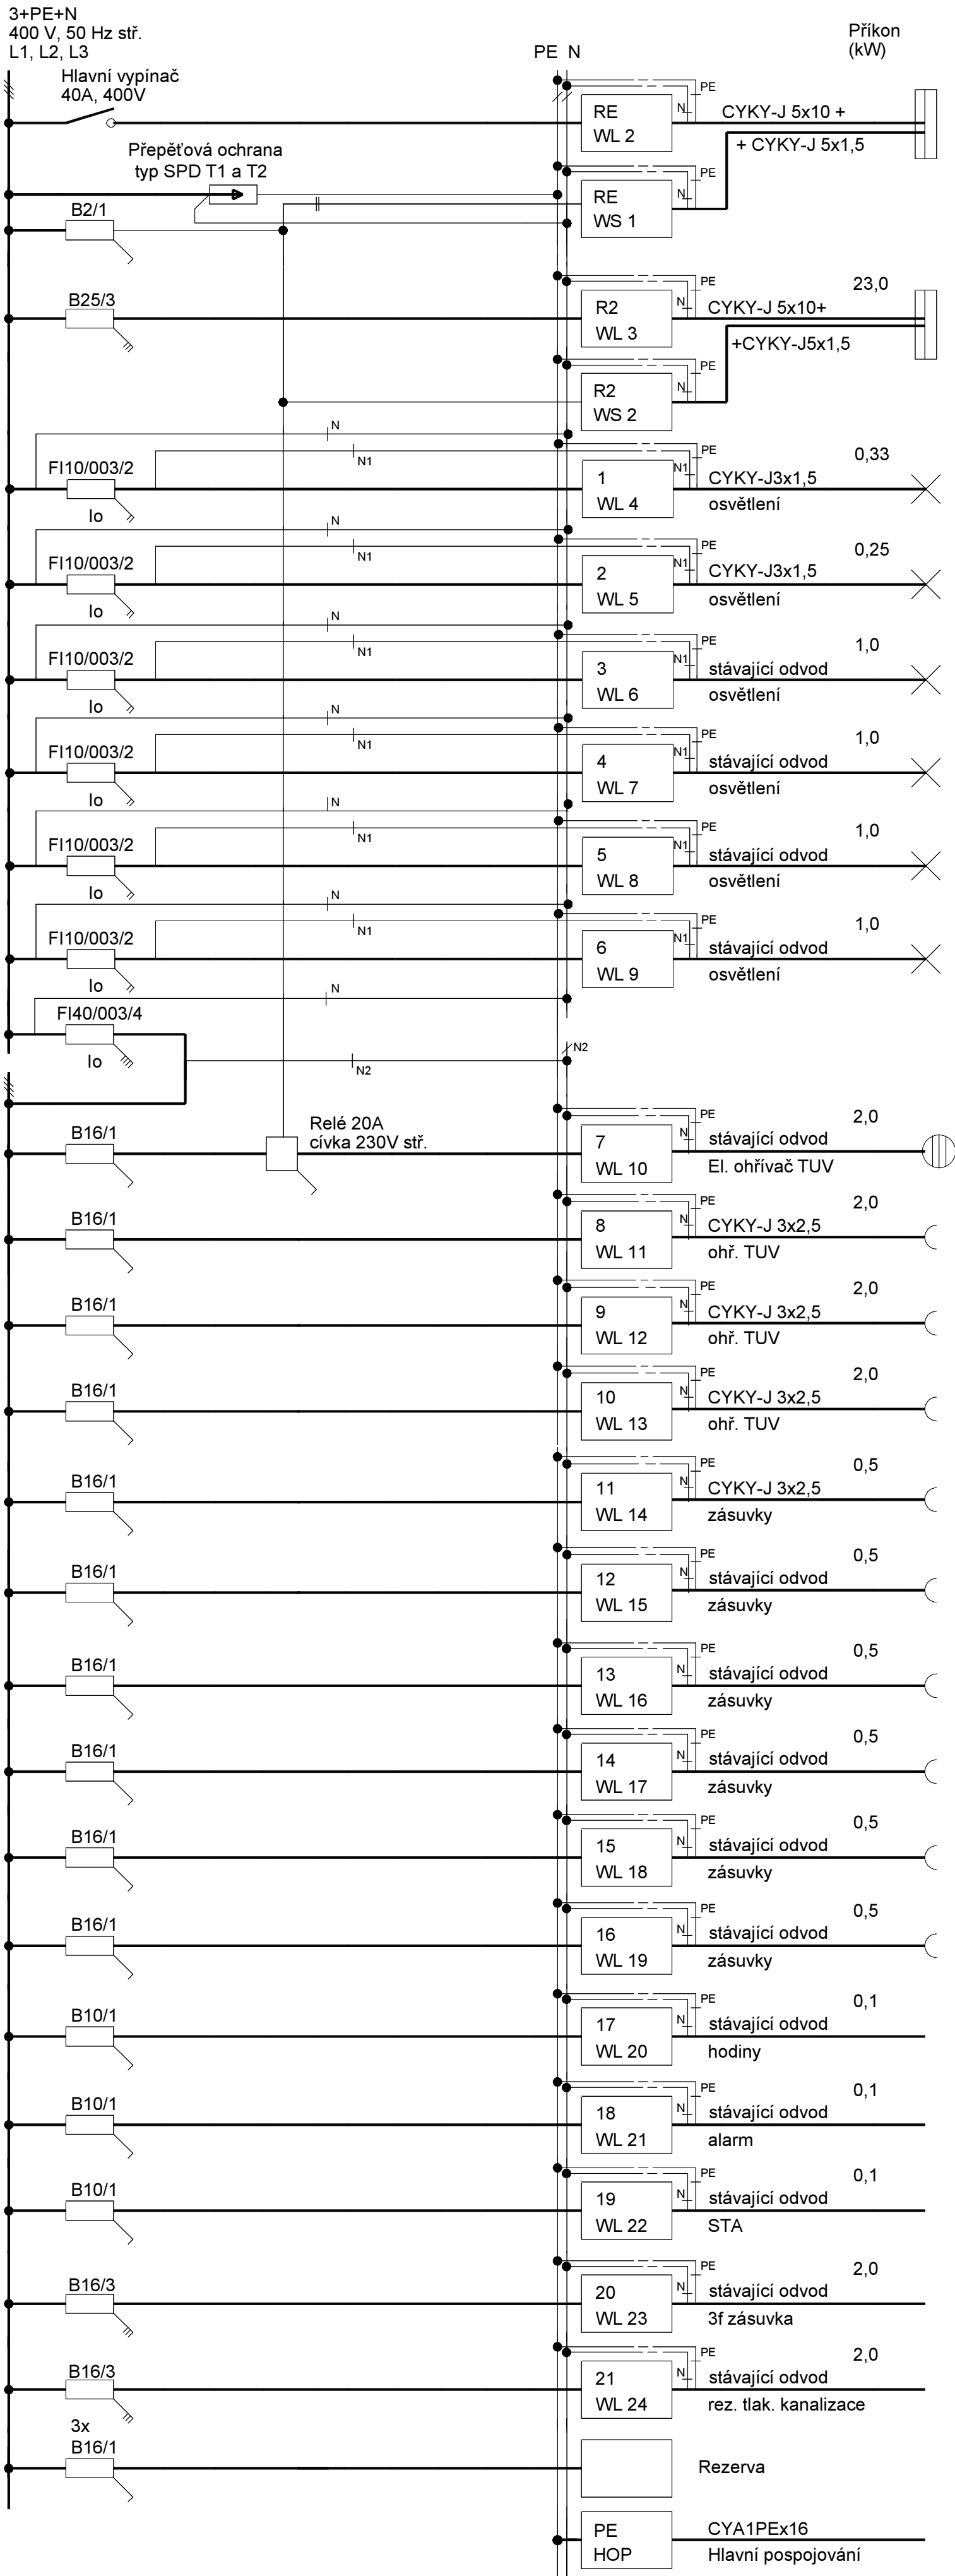 3+PE+N
400 V, 50 Hz stř.
L1, L2, L3
Příkon
(kW)
PE N
Hlavní vypínač
40A, 400V
PE
N
RE
WL 2
CYKY-J 5x10 +
+ CYKY-J 5x1,5
Přepěťová ochrana
typ SPD T1 a T2
PE
N
RE
WS 1
B2/1
B25/3
PE
N
R2
WL 3
CYKY-J 5x10+
+CYKY-J5x1,5
23,0
PE
N
R2
WS 2
N
N1
FI10/003/2
Io
PE
N1
1
WL 4
CYKY-J3x1,5
osvětlení
0,33
N
N1
FI10/003/2
Io
PE
N1
2
WL 5
CYKY-J3x1,5
osvětlení
0,25
N
N1
FI10/003/2
Io
PE
N1
3
WL 6
stávající odvod
osvětlení
1,0
N
N1
FI10/003/2
Io
PE
N1
4
WL 7
stávající odvod
osvětlení
1,0
N
N1
FI10/003/2
Io
PE
N1
5
WL 8
stávající odvod
osvětlení
1,0
N
N1
FI10/003/2
Io
PE
N1
6
WL 9
stávající odvod
osvětlení
1,0
N
FI40/003/4
Io
N2
N2
B16/1
Relé 20A
cívka 230V stř.
PE
N
7
WL 10
stávající odvod
El. ohřívač TUV
2,0
B16/1
PE
N
8
WL 11
CYKY-J 3x2,5
ohř. TUV
2,0
B16/1
PE
N
9
WL 12
CYKY-J 3x2,5
ohř. TUV
2,0
B16/1
PE
N
10
WL 13
CYKY-J 3x2,5
ohř. TUV
2,0
B16/1
PE
N
11
WL 14
CYKY-J 3x2,5
zásuvky
0,5
B16/1
PE
N
12
WL 15
stávající odvod
zásuvky
0,5
B16/1
PE
N
13
WL 16
stávající odvod
zásuvky
0,5
B16/1
PE
N
14
WL 17
stávající odvod
zásuvky
0,5
B16/1
PE
N
15
WL 18
stávající odvod
zásuvky
0,5
B16/1
PE
N
16
WL 19
stávající odvod
zásuvky
0,5
B10/1
PE
N
17
WL 20
stávající odvod
hodiny
0,1
B10/1
PE
N
18
WL 21
stávající odvod
alarm
0,1
B10/1
PE
N
19
WL 22
stávající odvod
STA
0,1
B16/3
PE
N
20
WL 23
stávající odvod
3f zásuvka
2,0
B16/3
PE
N
21
WL 24
stávající odvod
rez. tlak. kanalizace
2,0
3x
B16/1
Rezerva
PE
HOP
CYA1PEx16
Hlavní pospojování